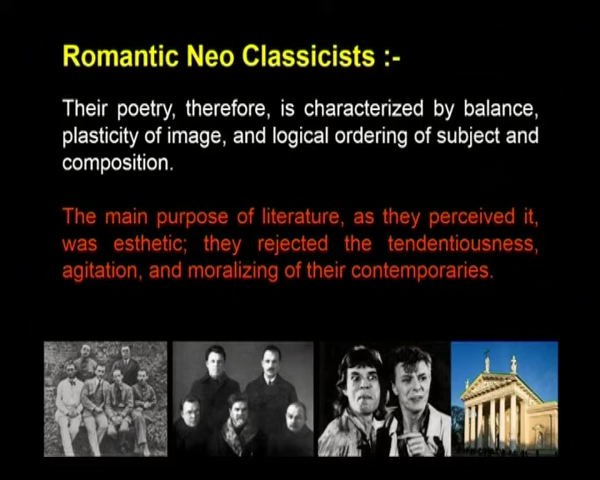 Romantic Neo Classicists :-
Their poetry, therefore, is characterized by balance,
plasticity of image, and logical ordering of subject and
composition.
The main purpose of literature, as they perceived it,
was esthetic; they rejected the tendentiousness,
agitation, and moralizing of their contemporaries.